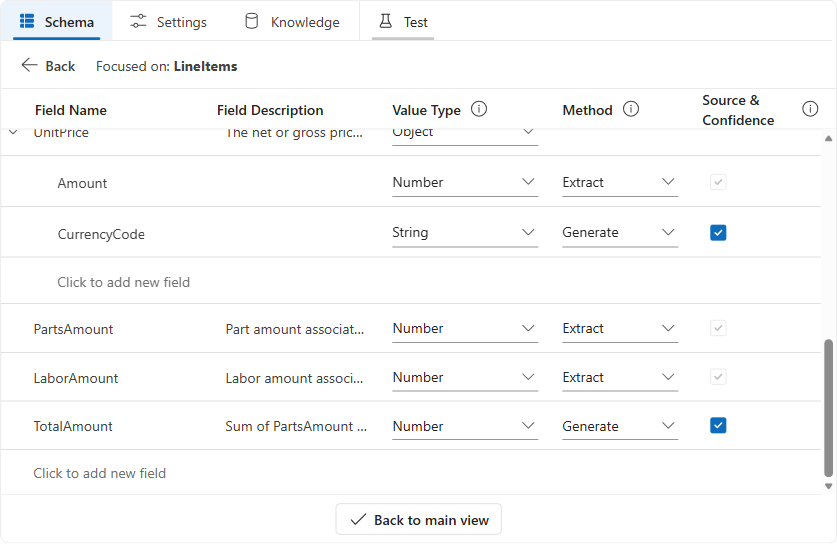 Schema Settings Knowledge Test
Back Focused on: LineItems
Field Name Field Description Value Type Method Source & Confidence
UnitPrice The net or gross pric... Object
Amount Number Extract
CurrencyCode String Generate
Click to add new field
PartsAmount Part amount associat... Number Extract
LaborAmount Labor amount associ... Number Extract
TotalAmount Sum of PartsAmount ... Number Generate
Click to add new field
Back to main view